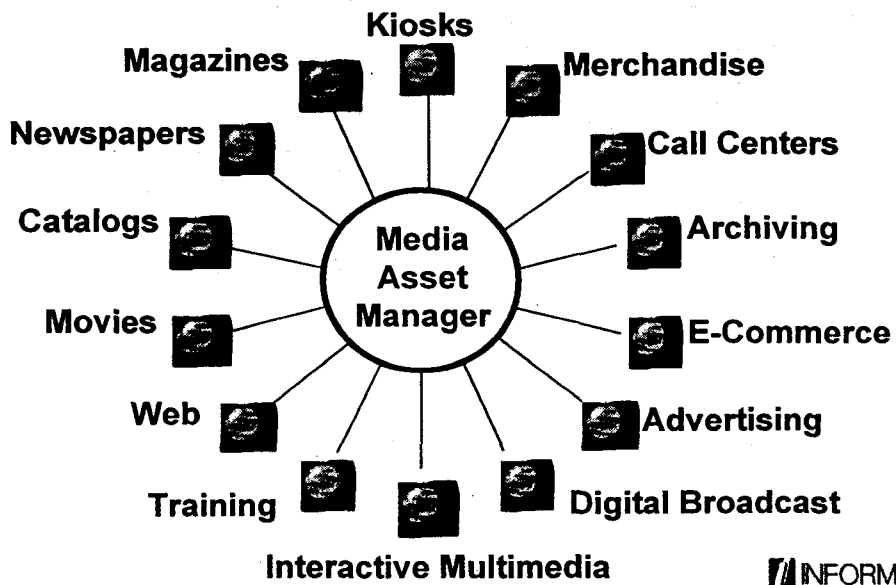 Kiosks
Magazines
Merchandise
Newspapers
Call Centers
Catalogs
Archiving
Media
Asset
Manager
Movies
E-Commerce
Web
Advertising
Training
Digital Broadcast
Interactive Multimedia
INFORM